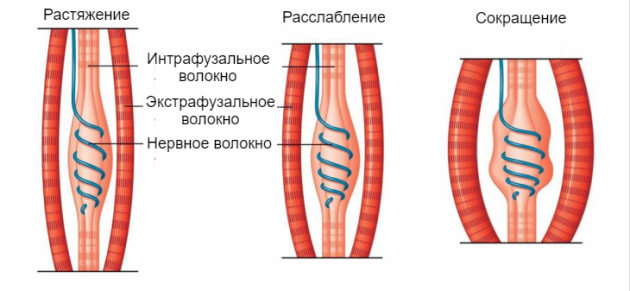 Растяжение
Расслабление
Сокращение
Интрафузальное
волокно
Экстрафузальное
волокно
Нервное волокно